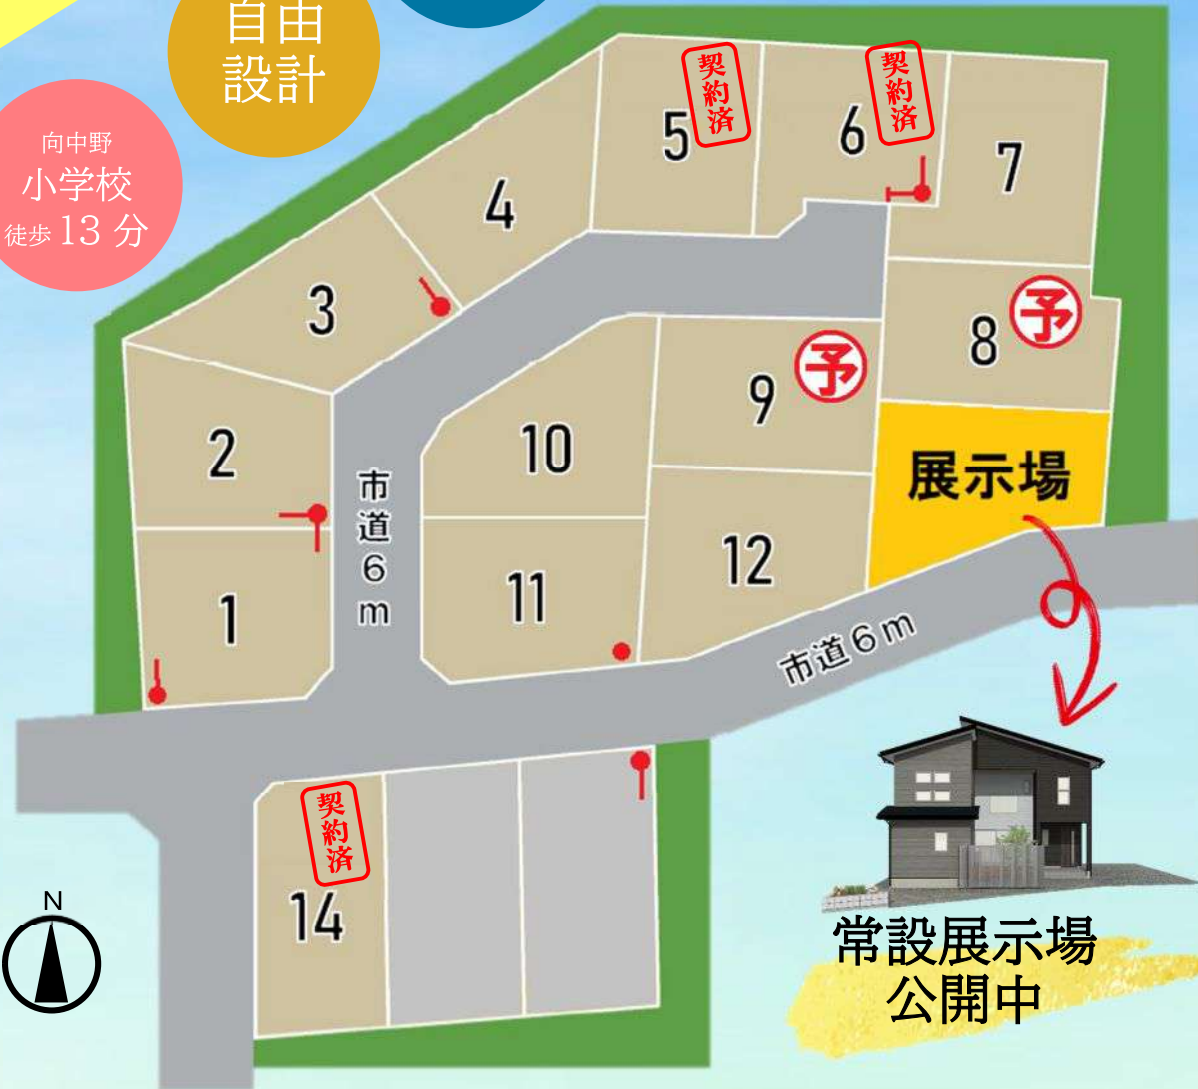 自由
設計
向中野
小学校
徒歩 13 分
契約済
契約済
5
6
7
4
3
予
8
予
9
2
10
展示場
市道6m
12
11
1
市道6m
契約済
14
N
常設展示場
公開中